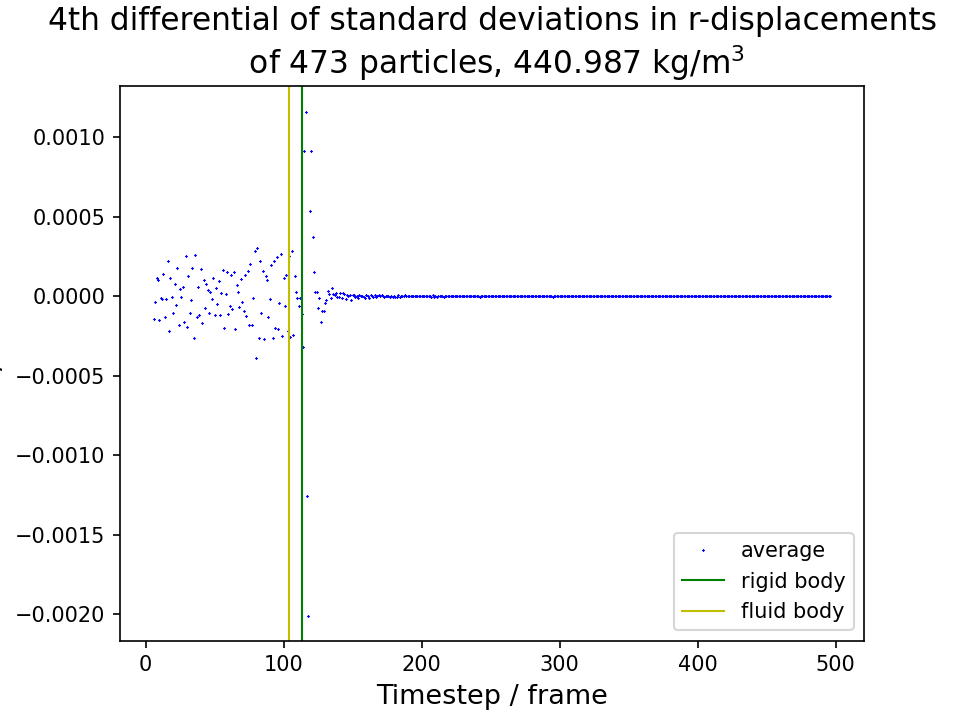 4th differential of standard deviations in r-displacements
of 473 particles, 440.987 kg/m³
0.0010
0.0005
0.0000
−0.0005
−0.0010
−0.0015
−0.0020
average
rigid body
fluid body
0
100
200
300
400
500
Timestep / frame